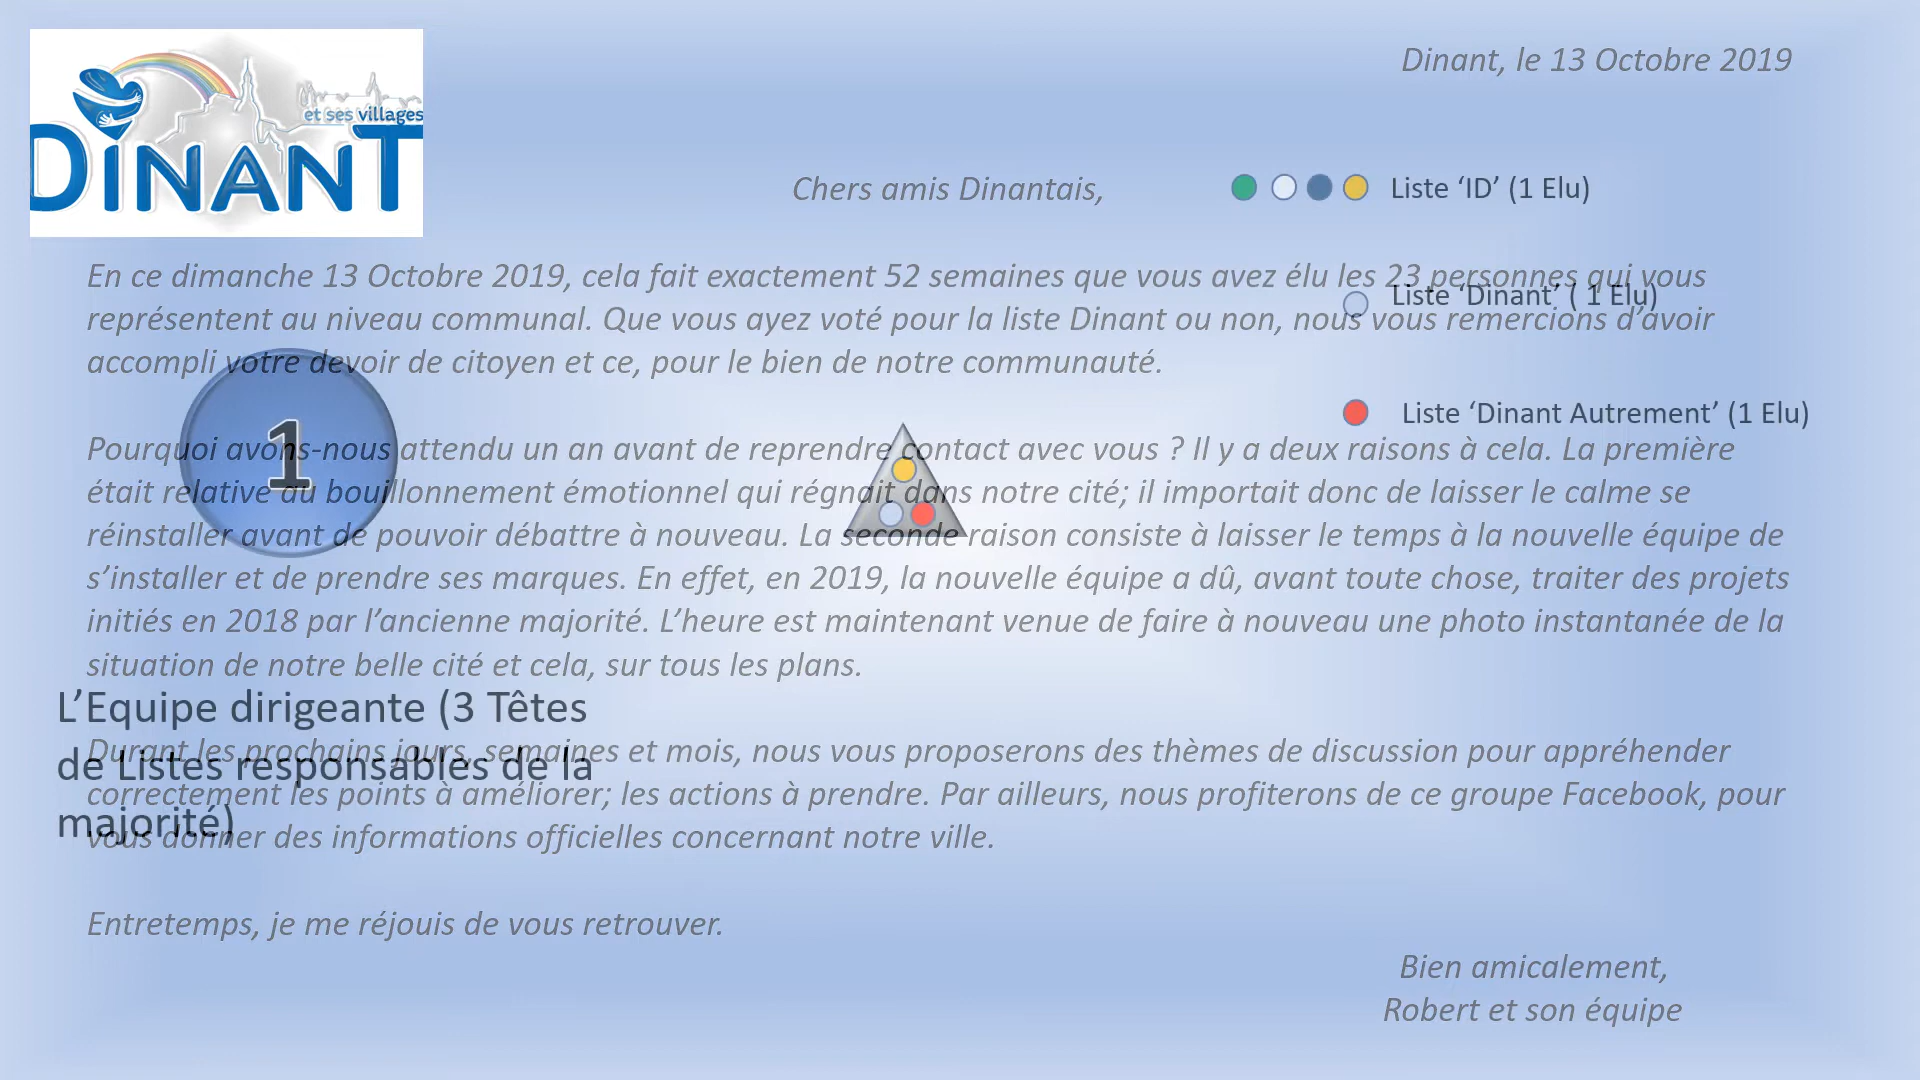 et ses villages
DINANT
Dinant, le 13 Octobre 2019
Chers amis Dinantais,
Liste ‘ID’ (1 Elu)
En ce dimanche 13 Octobre 2019, cela fait exactement 52 semaines que vous avez élu les 23 personnes qui vous
Liste ‘Dinant’ ( 1 Elu)
représentent au niveau communal. Que vous ayez voté pour la liste Dinant ou non, nous vous remercions d’avoir
accompli votre devoir de citoyen et ce, pour le bien de notre communauté.
Liste ‘Dinant Autrement’ (1 Elu)
1
Pourquoi avons-nous attendu un an avant de reprendre contact avec vous ? Il y a deux raisons à cela. La première
était relative au bouillonnement émotionnel qui régnait dans notre cité; il importait donc de laisser le calme se
réinstaller avant de pouvoir débattre à nouveau. La seconde raison consiste à laisser le temps à la nouvelle équipe de
s’installer et de prendre ses marques. En effet, en 2019, la nouvelle équipe a dû, avant toute chose, traiter des projets
initiés en 2018 par l’ancienne majorité. L’heure est maintenant venue de faire à nouveau une photo instantanée de la
situation de notre belle cité et cela, sur tous les plans.
L’Equipe dirigeante (3 Têtes
de Listes responsables de la
majorité)
Durant les prochains jours, semaines et mois, nous vous proposerons des thèmes de discussion pour appréhender
correctement les points à améliorer; les actions à prendre. Par ailleurs, nous profiterons de ce groupe Facebook, pour
vous donner des informations officielles concernant notre ville.
Entretemps, je me réjouis de vous retrouver.
Bien amicalement,
Robert et son équipe